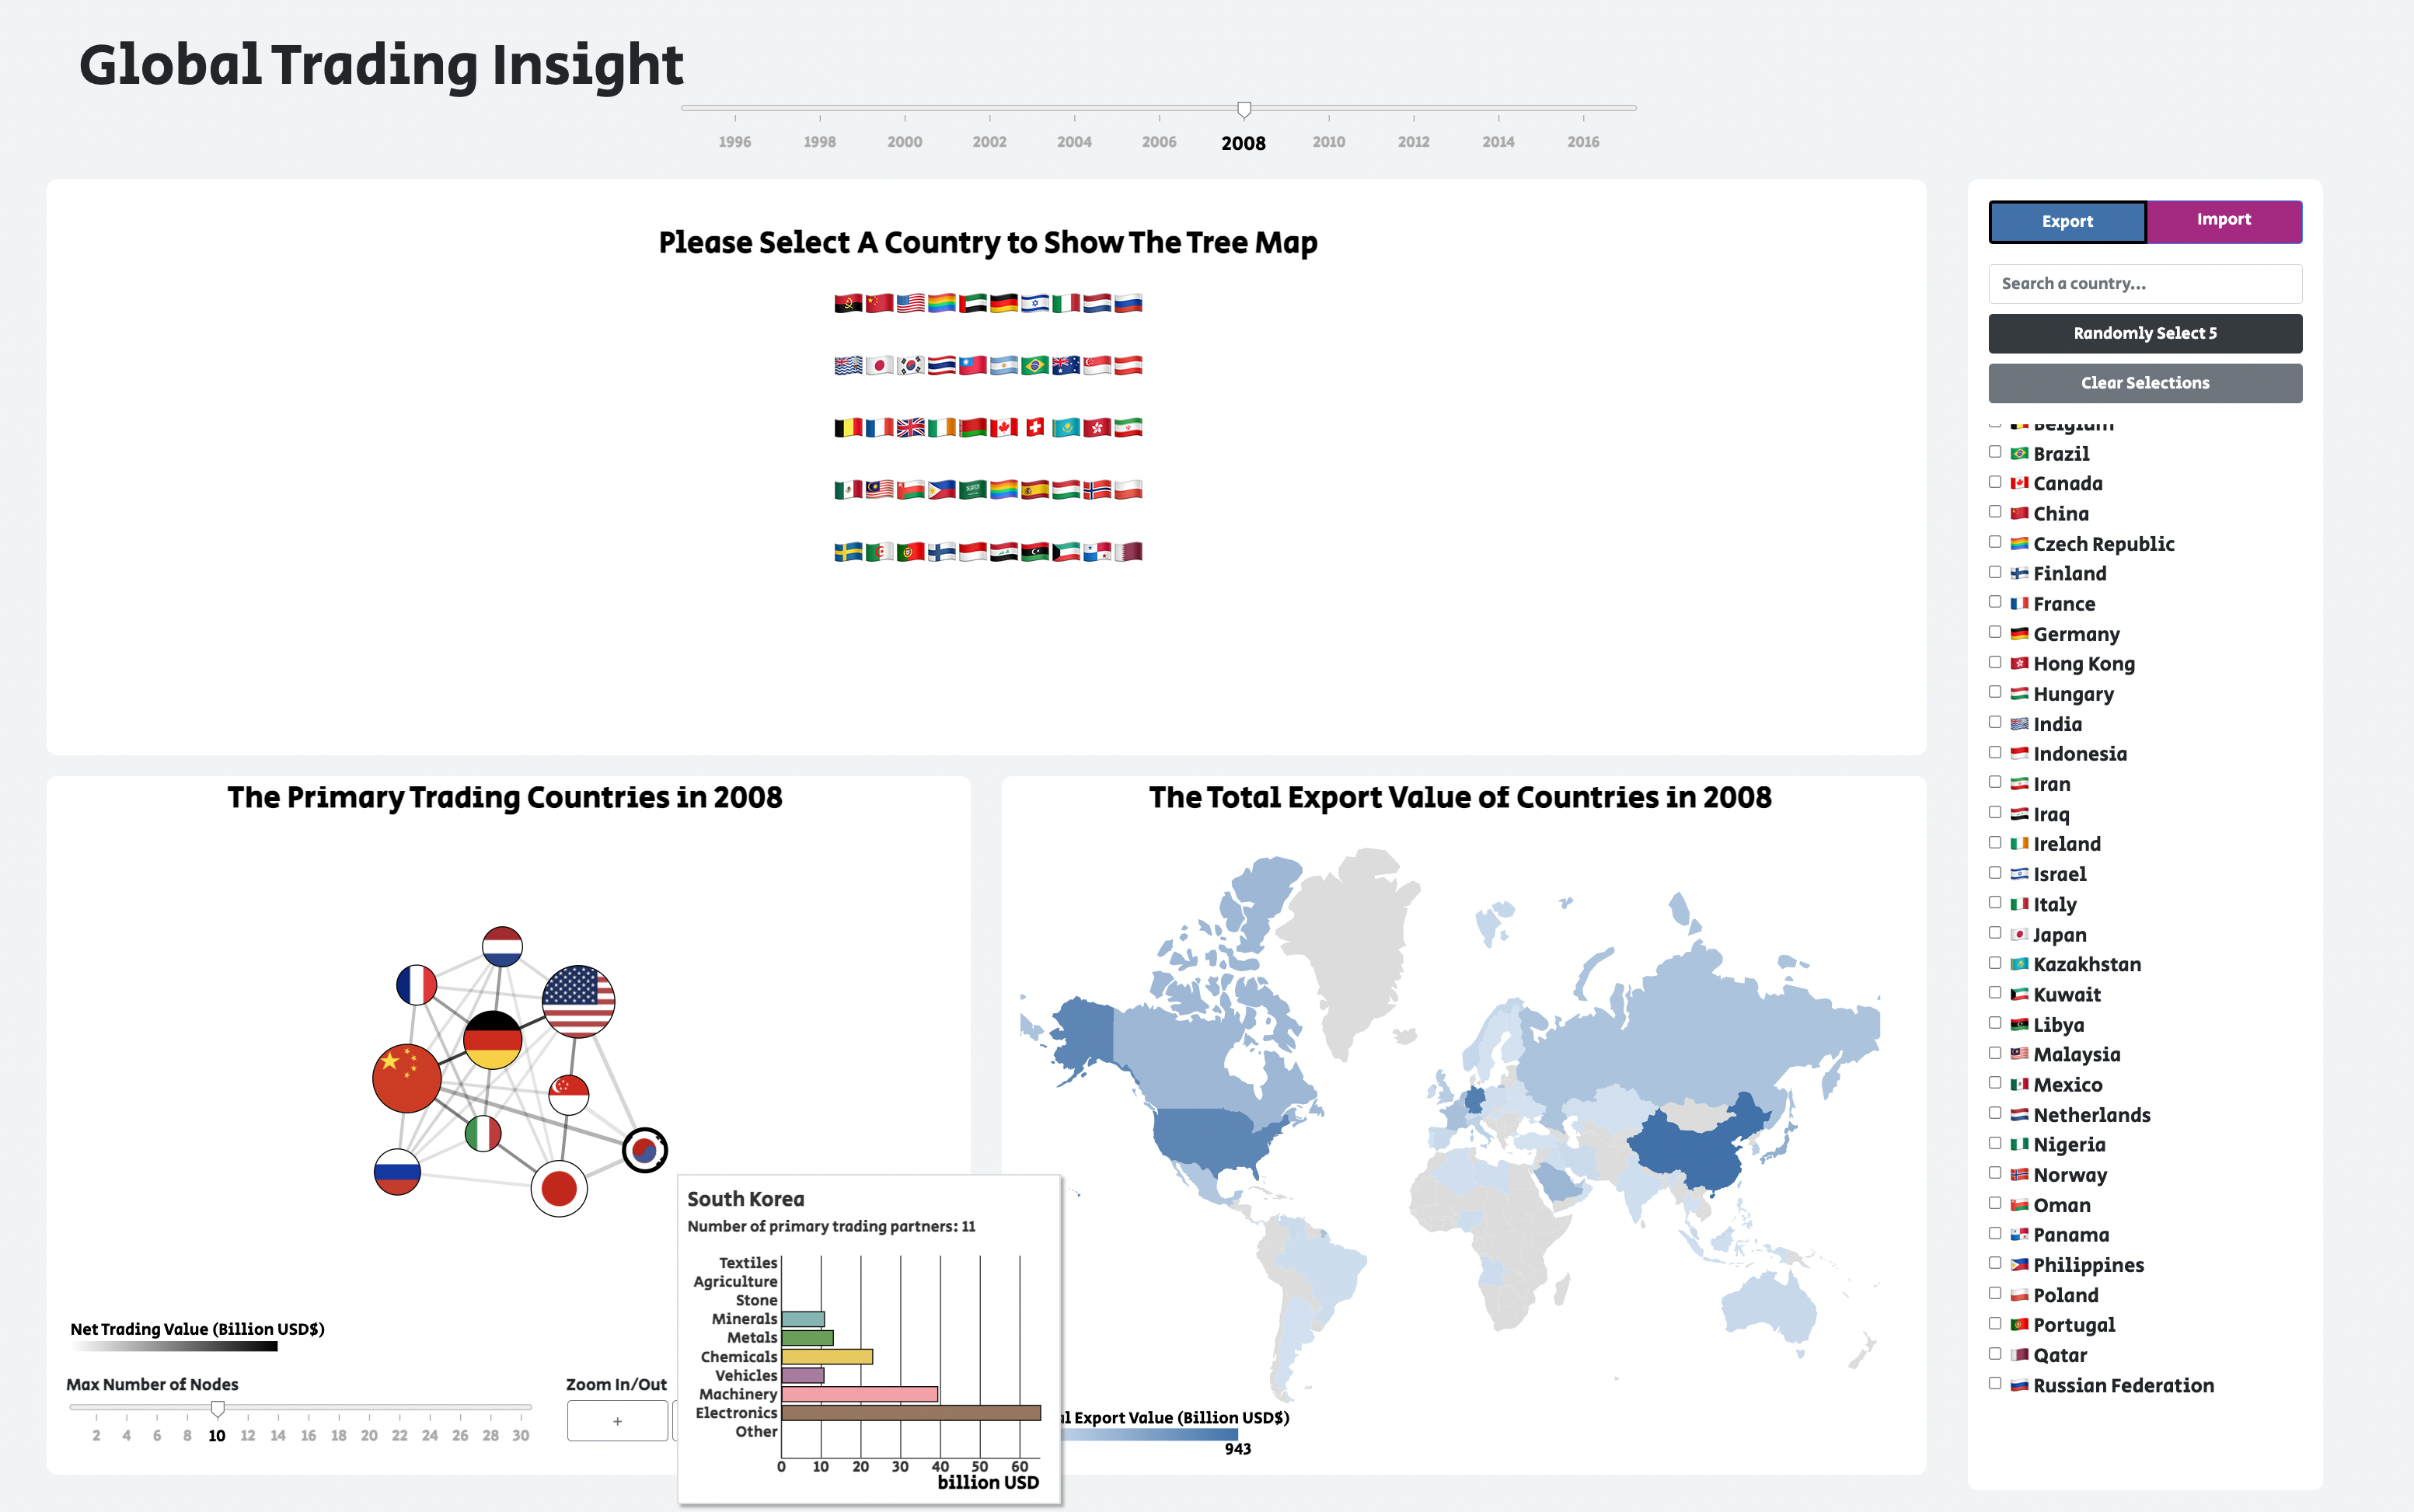 Global Trading Insight
1996 1998 2000 2002 2004 2006 2008 2010 2012 2014 2016
Please Select A Country to Show The Tree Map
Export Import
Search a country...
Randomly Select 5
Clear Selections
Belgium
Brazil
Canada
China
Czech Republic
Finland
France
Germany
Hong Kong
Hungary
India
Indonesia
Iran
Iraq
Ireland
Israel
Italy
Japan
Kazakhstan
Kuwait
Libya
Malaysia
Mexico
Netherlands
Nigeria
Norway
Oman
Panama
Philippines
Poland
Portugal
Qatar
Russian Federation
The Primary Trading Countries in 2008
Net Trading Value (Billion USD$)
Max Number of Nodes
2 4 6 8 10 12 14 16 18 20 22 24 26 28 30
Zoom In/Out
+
South Korea
Number of primary trading partners: 11
Textiles
Agriculture
Stone
Minerals
Metals
Chemicals
Vehicles
Machinery
Electronics
Other
0 10 20 30 40 50 60
billion USD
The Total Export Value of Countries in 2008
Export Value (Billion USD$)
943